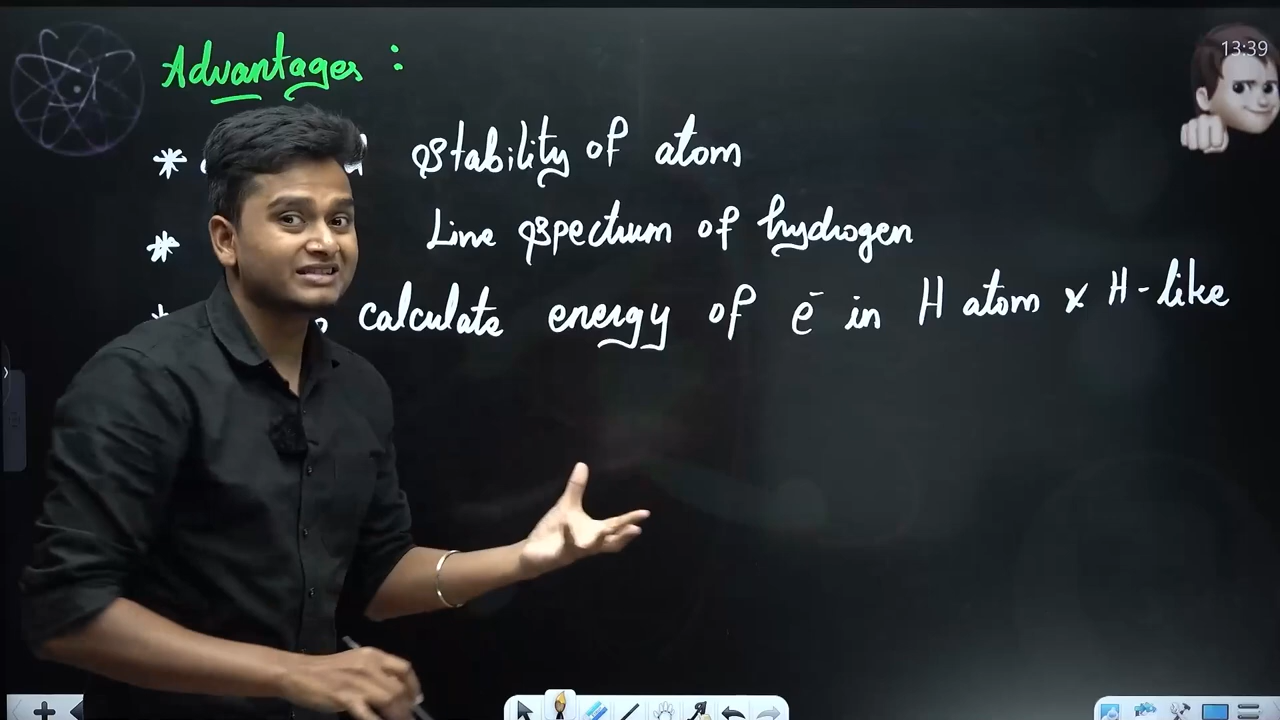 Advantages :
13:39
* stability of atom
* Line spectrum of hydrogen
calculate energy of e⁻ in H atom & H-like